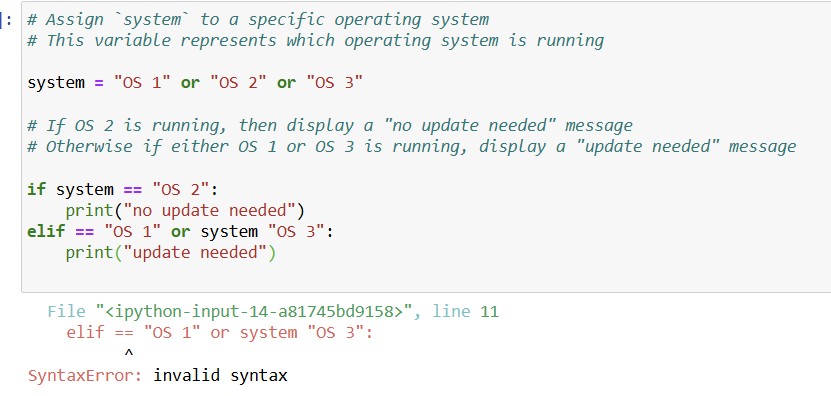 ]: # Assign `system` to a specific operating system
# This variable represents which operating system is running
system = "OS 1" or "OS 2" or "OS 3"
# If OS 2 is running, then display a "no update needed" message
# Otherwise if either OS 1 or OS 3 is running, display a "update needed" message
if system == "OS 2":
    print("no update needed")
elif == "OS 1" or system "OS 3":
    print("update needed")
File "<ipython-input-14-a81745bd9158>", line 11
    elif == "OS 1" or system "OS 3":
         ^
SyntaxError: invalid syntax